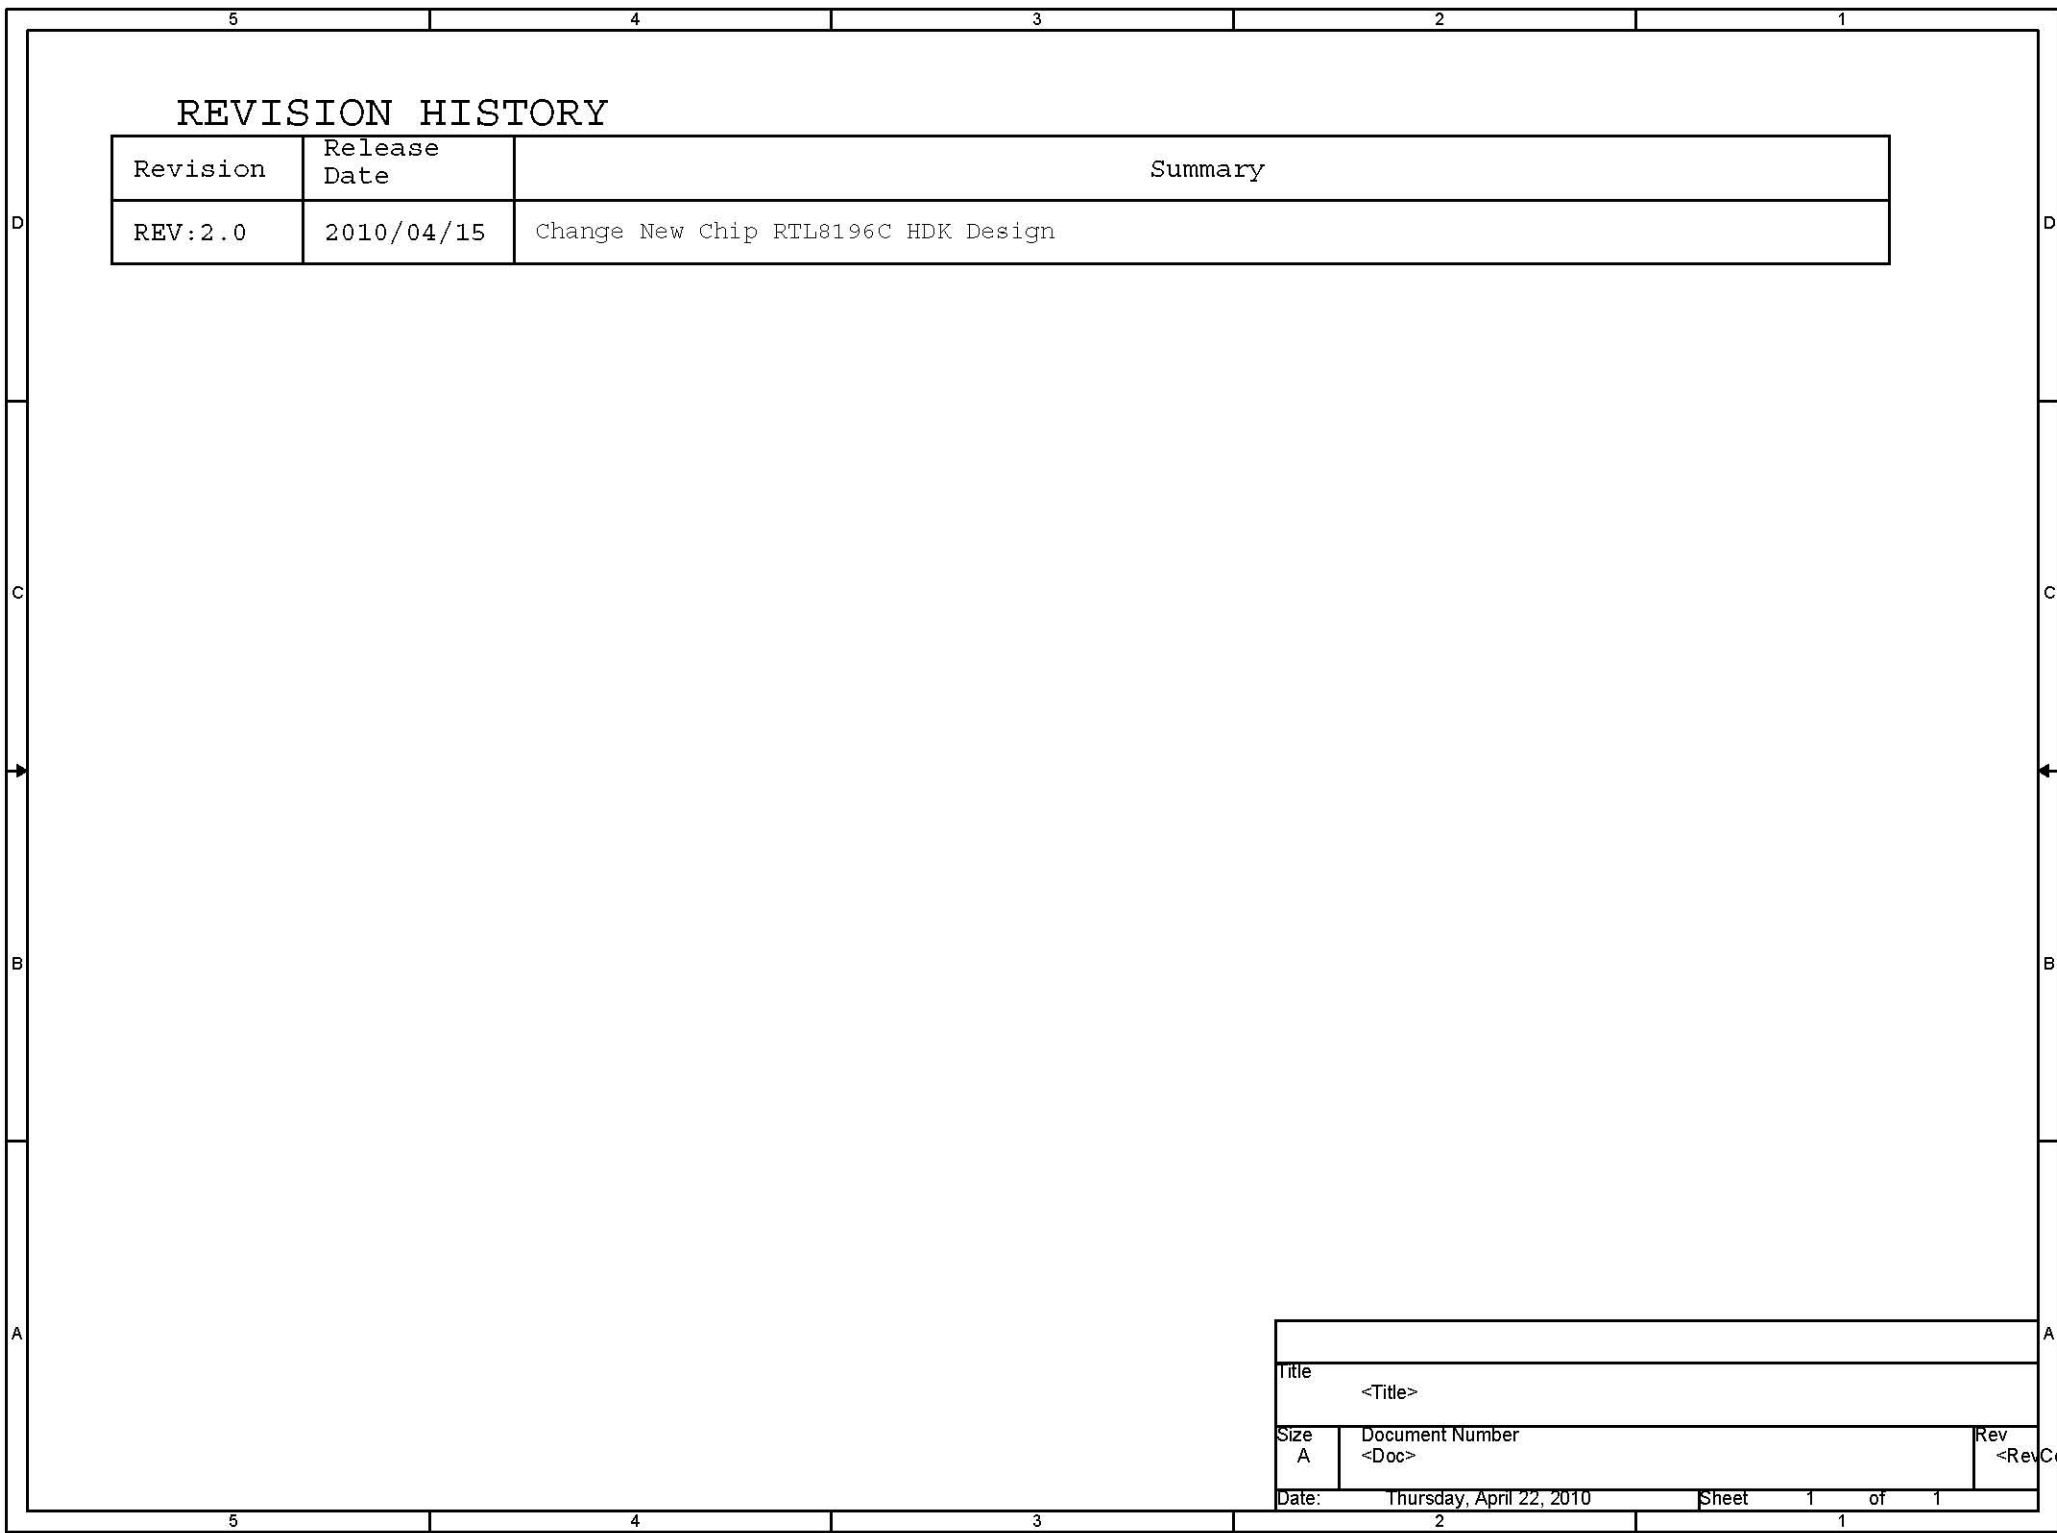 5 4 3 2 1
REVISION HISTORY
Revision Release Date Summary
D D
REV:2.0 2010/04/15 Change New Chip RTL8196C HDK Design
C C
B B
A A
Title
<Title>
Size Document Number Rev
A <Doc> <RevCo
Date: Thursday, April 22, 2010 Sheet 1 of 1
5 4 3 2 1